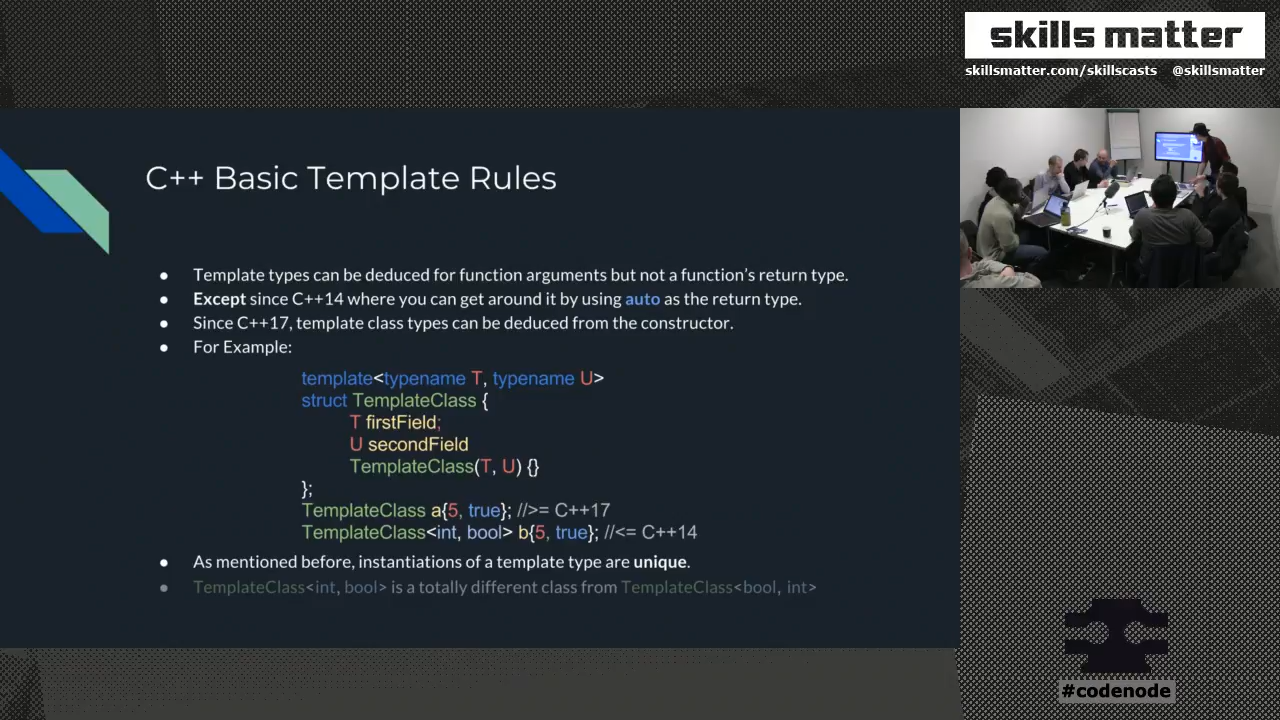 skills matter
skillsmatter.com/skillscasts @skillsmatter
C++ Basic Template Rules
● Template types can be deduced for function arguments but not a function's return type.
● Except since C++14 where you can get around it by using auto as the return type.
● Since C++17, template class types can be deduced from the constructor.
● For Example:
template<typename T, typename U>
struct TemplateClass {
T firstField;
U secondField
TemplateClass(T, U) {}
};
TemplateClass a{5, true}; //>= C++17
TemplateClass<int, bool> b{5, true}; //<= C++14
● As mentioned before, instantiations of a template type are unique.
● TemplateClass<int, bool> is a totally different class from TemplateClass<bool, int>
#codenode